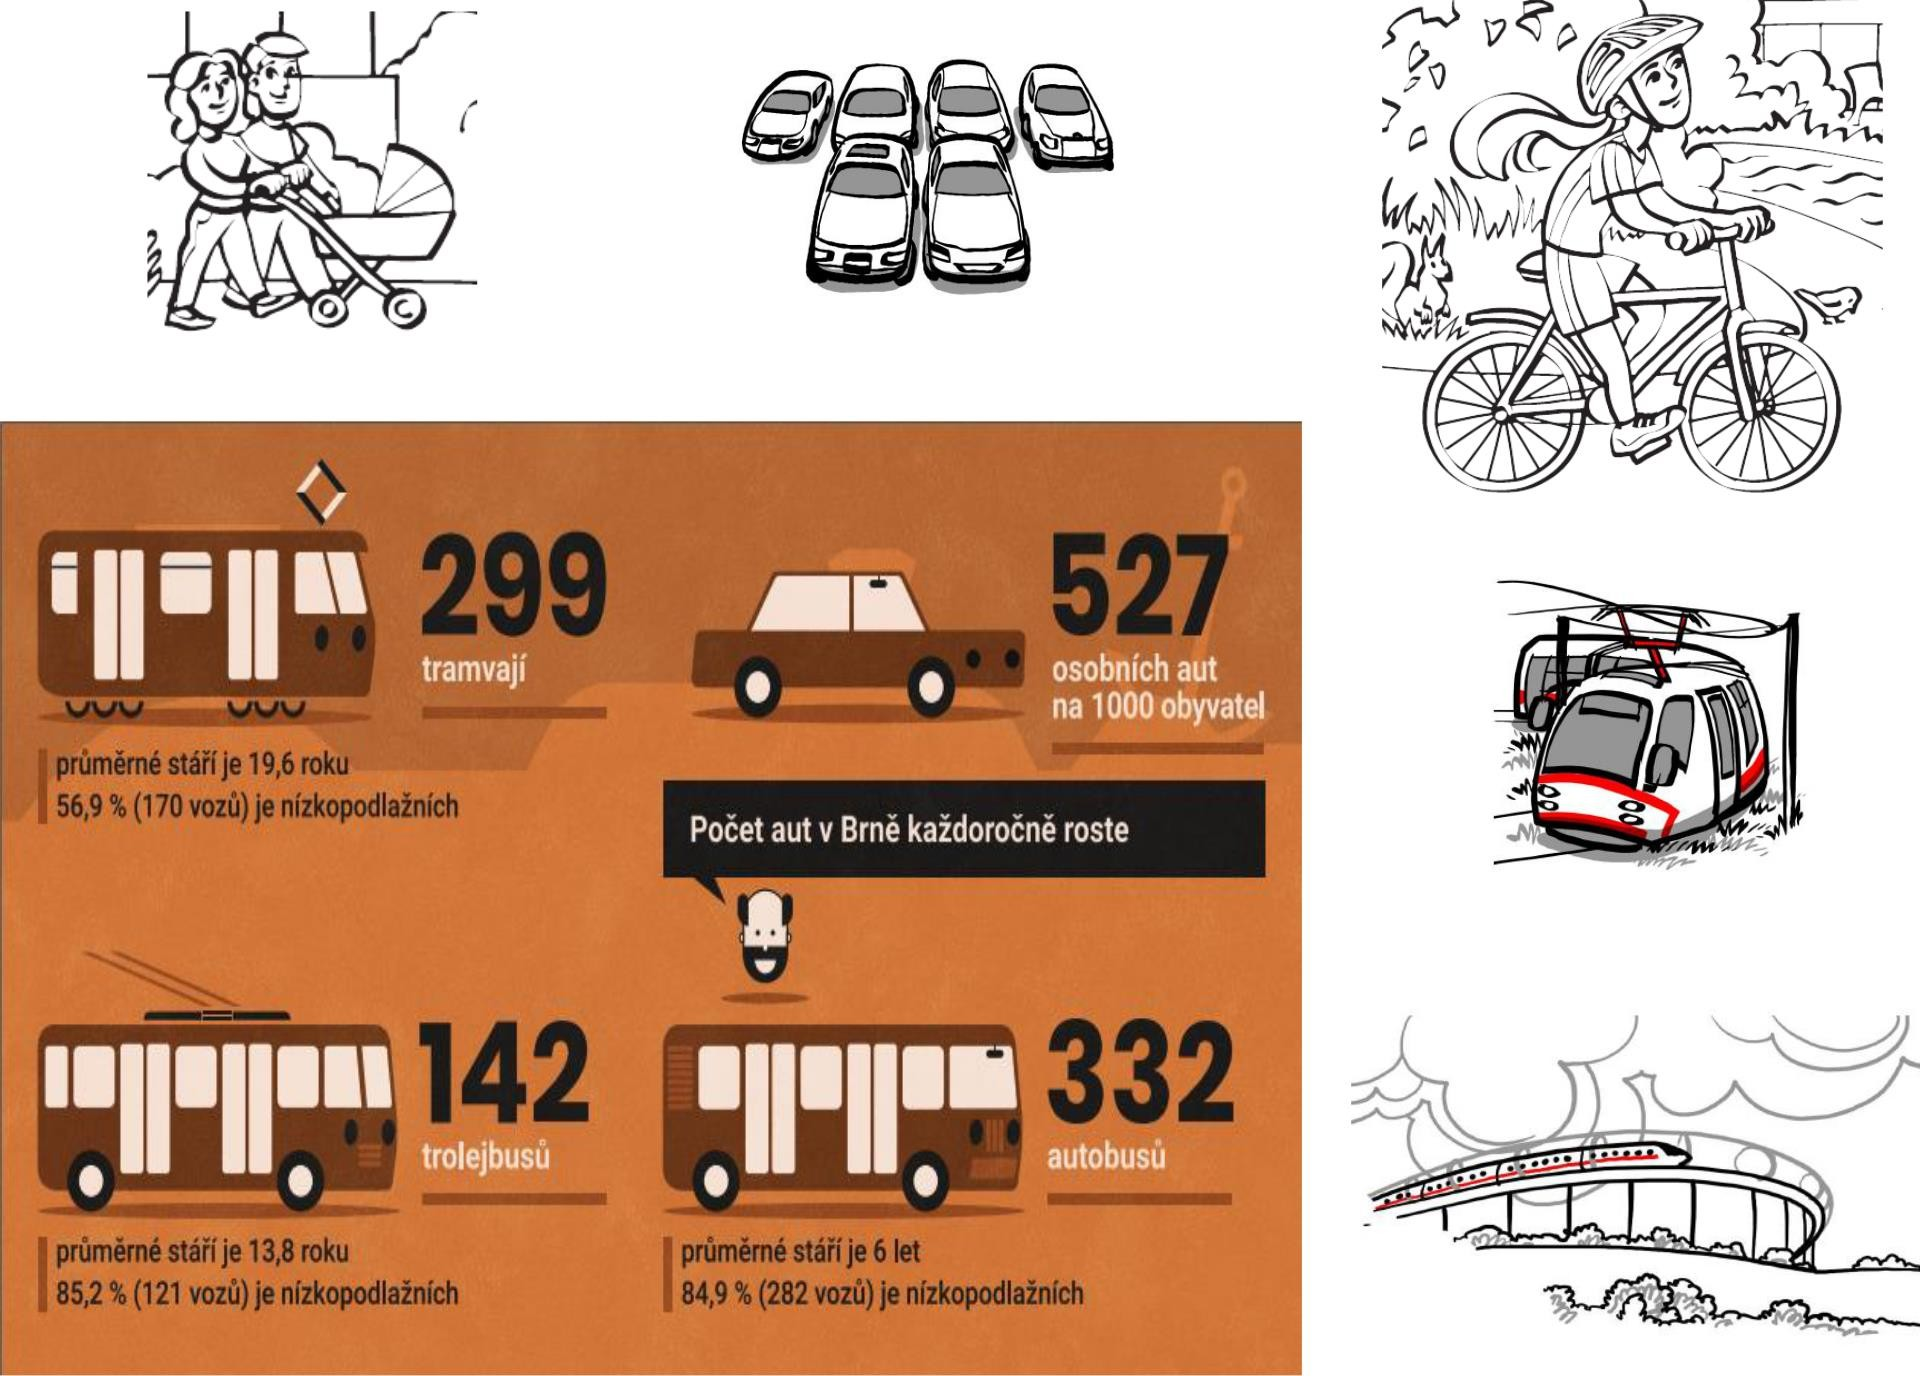 299
tramvají
průměrné stáří je 19,6 roku
56,9 % (170 vozů) je nízkopodlažních
527
osobních aut
na 1000 obyvatel
Počet aut v Brně každoročně roste
142
trolejbusů
průměrné stáří je 13,8 roku
85,2 % (121 vozů) je nízkopodlažních
332
autobusů
průměrné stáří je 6 let
84,9 % (282 vozů) je nízkopodlažních